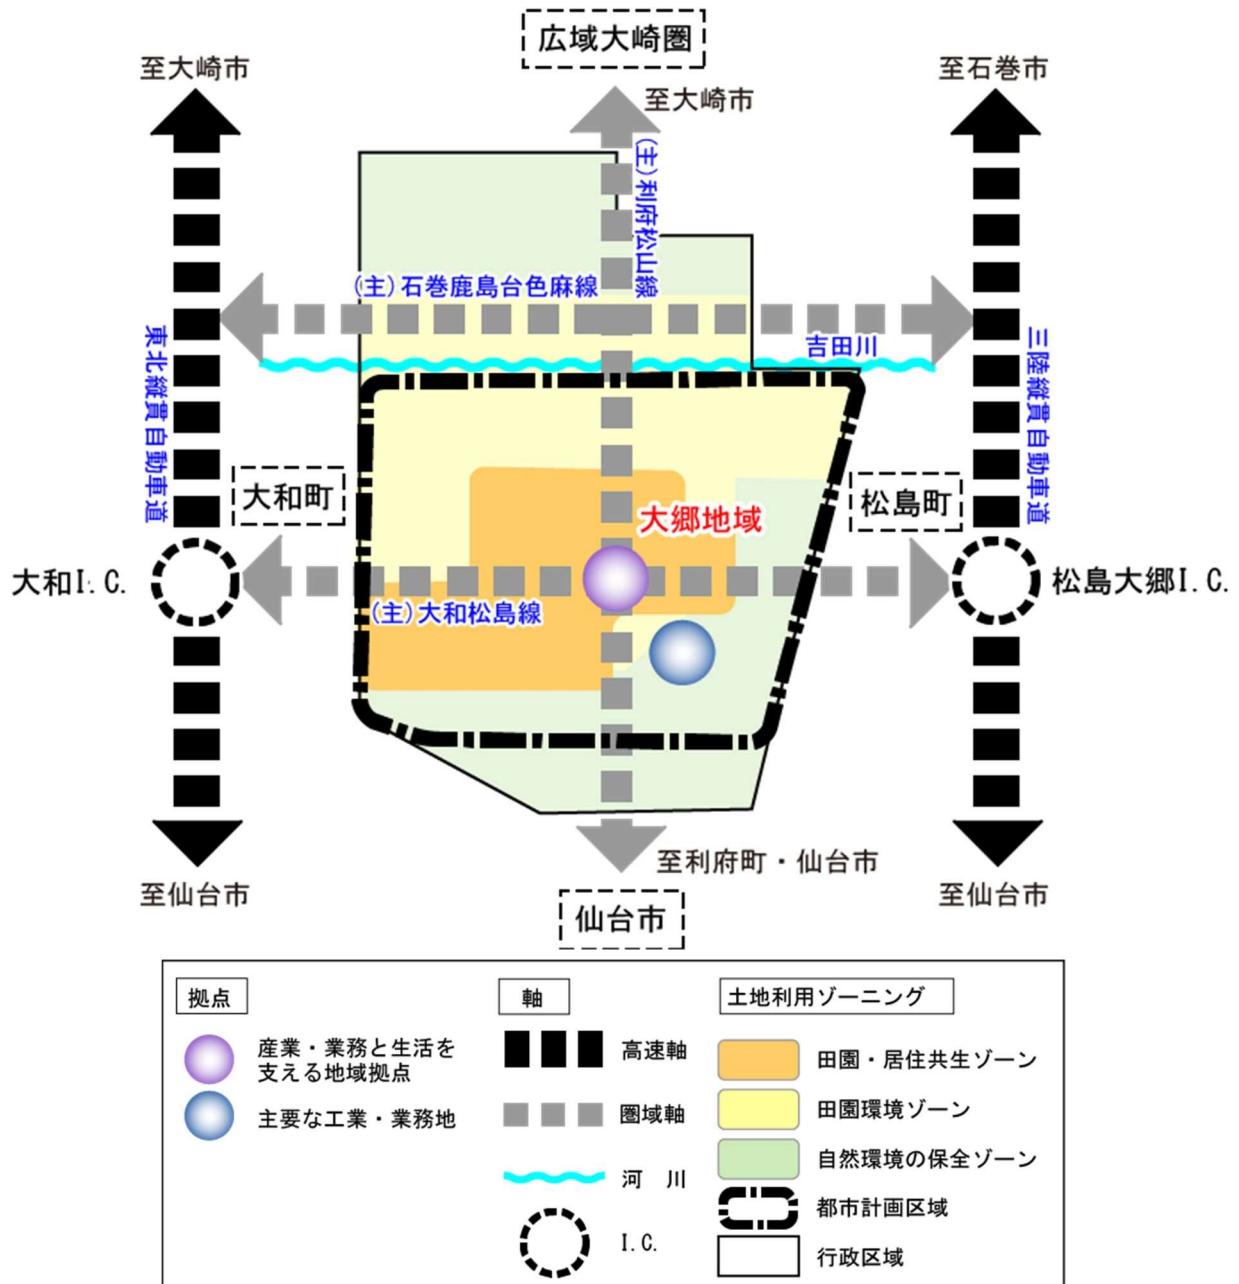 広域大崎圏
至大崎市
至石巻市
至大崎市
(主)利府松山線
(主)石巻鹿島台色麻線
吉田川
東北縦貫自動車道
三陸縦貫自動車道
大和町
松島町
大郷地域
大和I.C.
松島大郷I.C.
(主)大和松島線
至利府町・仙台市
至仙台市
至仙台市
仙台市
拠点
産業・業務と生活を
支える地域拠点
主要な工業・業務地
軸
高速軸
圏域軸
河　川
I.C.
土地利用ゾーニング
田園・居住共生ゾーン
田園環境ゾーン
自然環境の保全ゾーン
都市計画区域
行政区域